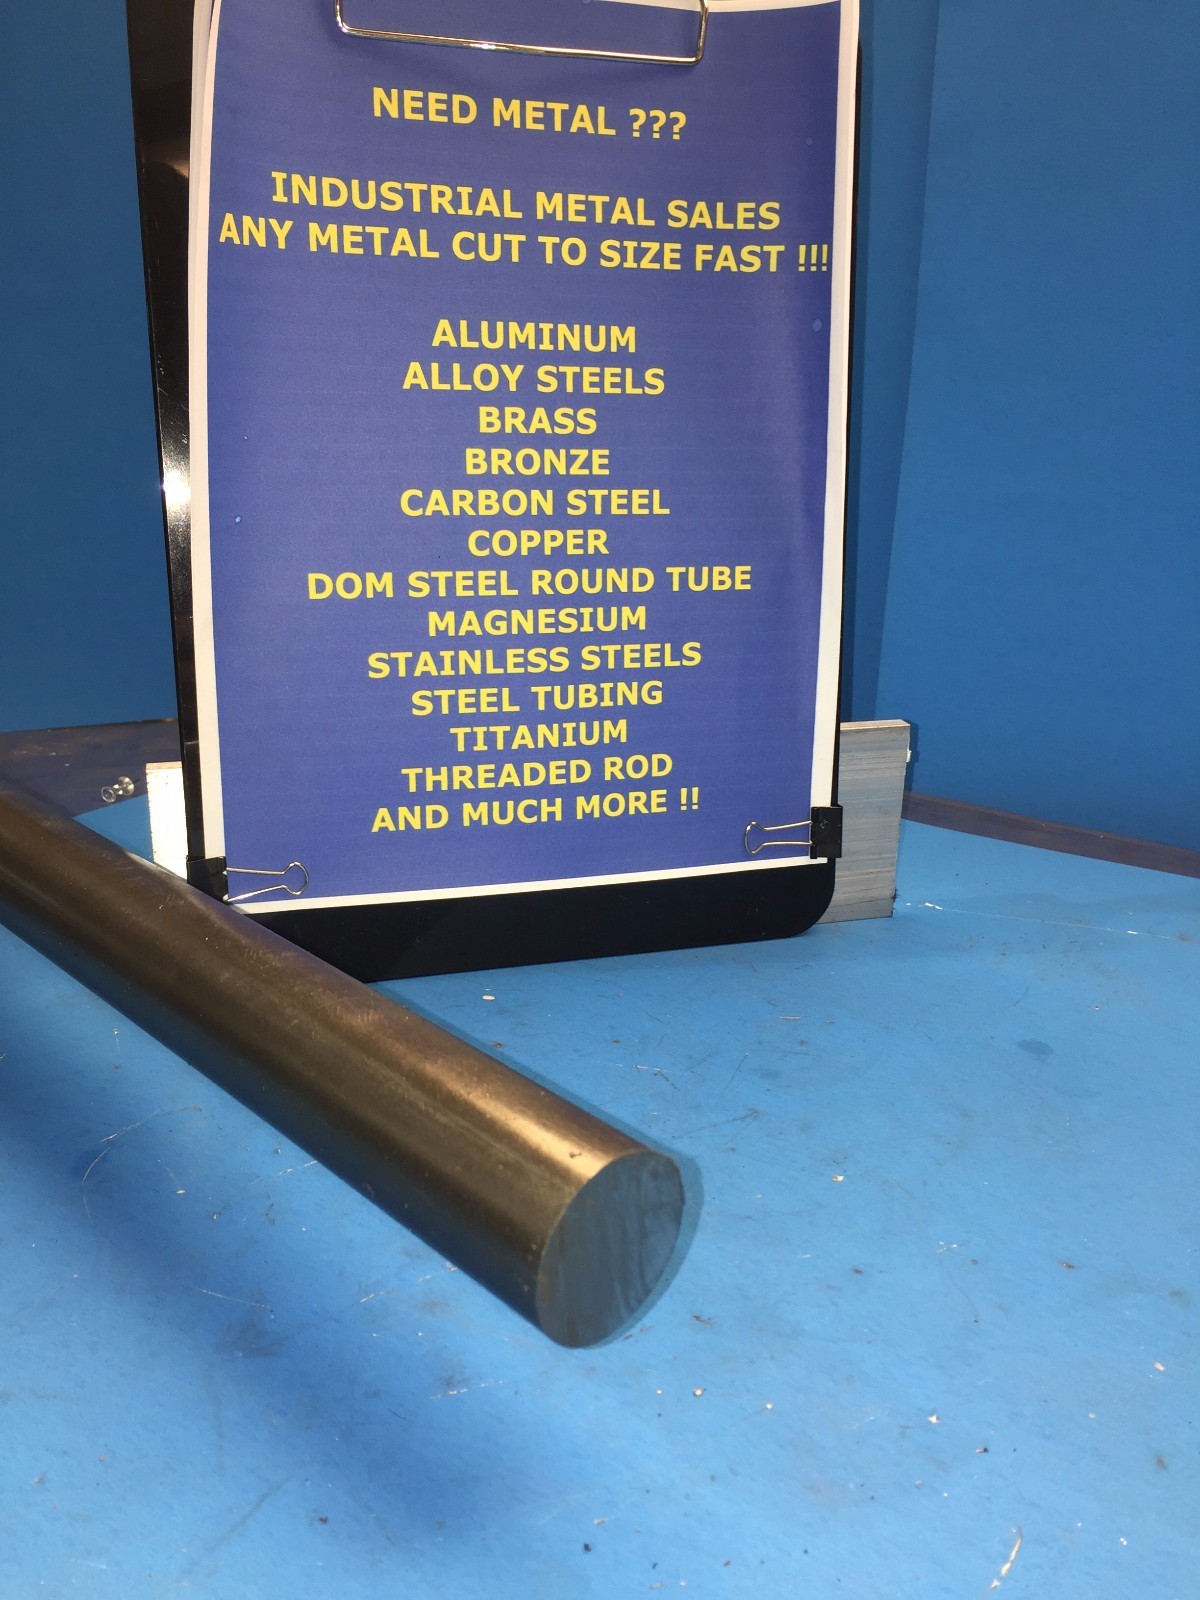 NEED METAL ???
INDUSTRIAL METAL SALES
ANY METAL CUT TO SIZE FAST !!!
ALUMINUM
ALLOY STEELS
BRASS
BRONZE
CARBON STEEL
COPPER
DOM STEEL ROUND TUBE
MAGNESIUM
STAINLESS STEELS
STEEL TUBING
TITANIUM
THREADED ROD
AND MUCH MORE !!